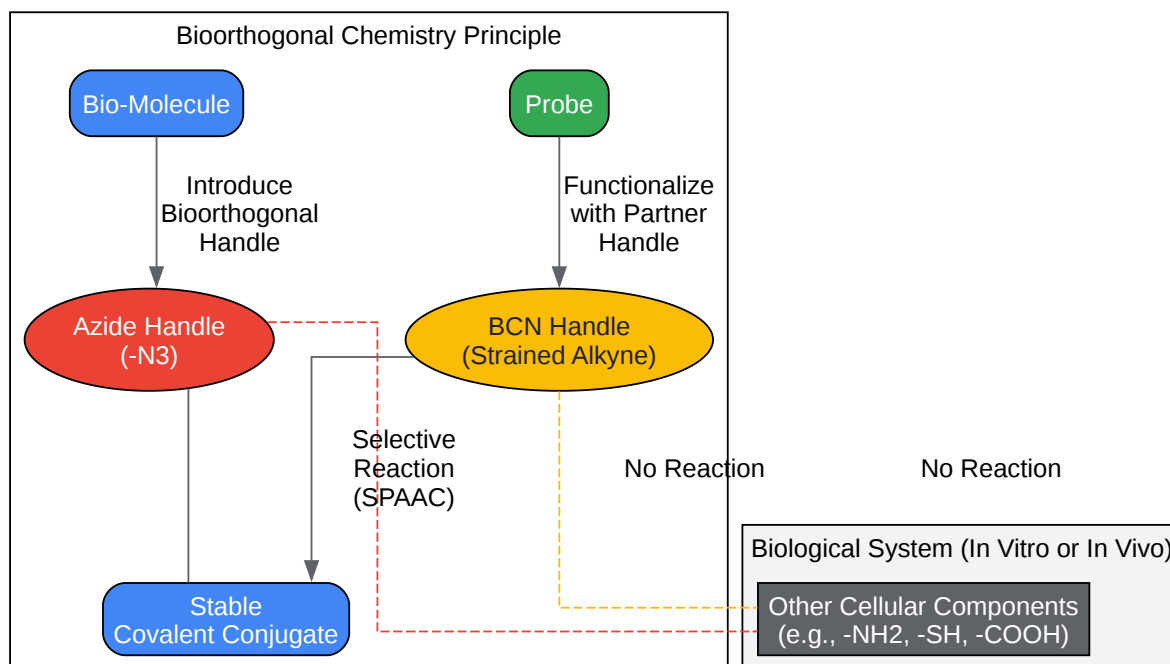 Bioorthogonal Chemistry Principle
Bio-Molecule
Probe
Introduce
Bioorthogonal
Handle
Functionalize
with Partner
Handle
Azide Handle
(-N3)
BCN Handle
(Strained Alkyne)
Selective
Reaction
(SPAAC)
No Reaction
No Reaction
Biological System (In Vitro or In Vivo)
Stable
Covalent Conjugate
Other Cellular Components
(e.g., -NH2, -SH, -COOH)